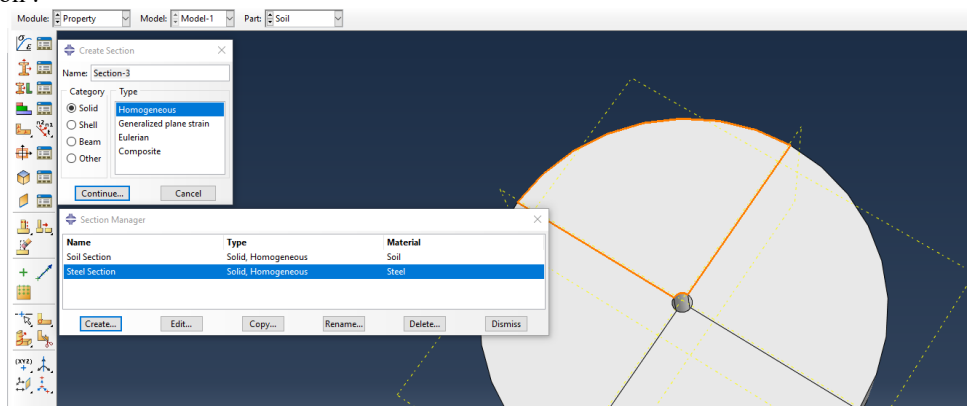 Module: Property Model: Model-1 Part: Soil
Create Section
Name: Section-3
Category Type
Solid Homogeneous
Shell Generalized plane strain
Beam Eulerian
Other Composite
Continue... Cancel
Section Manager
Name Type Material
Soil Section Solid, Homogeneous Soil
Steel Section Solid, Homogeneous Steel
Create... Edit... Copy... Rename... Delete... Dismiss
(XYZ)